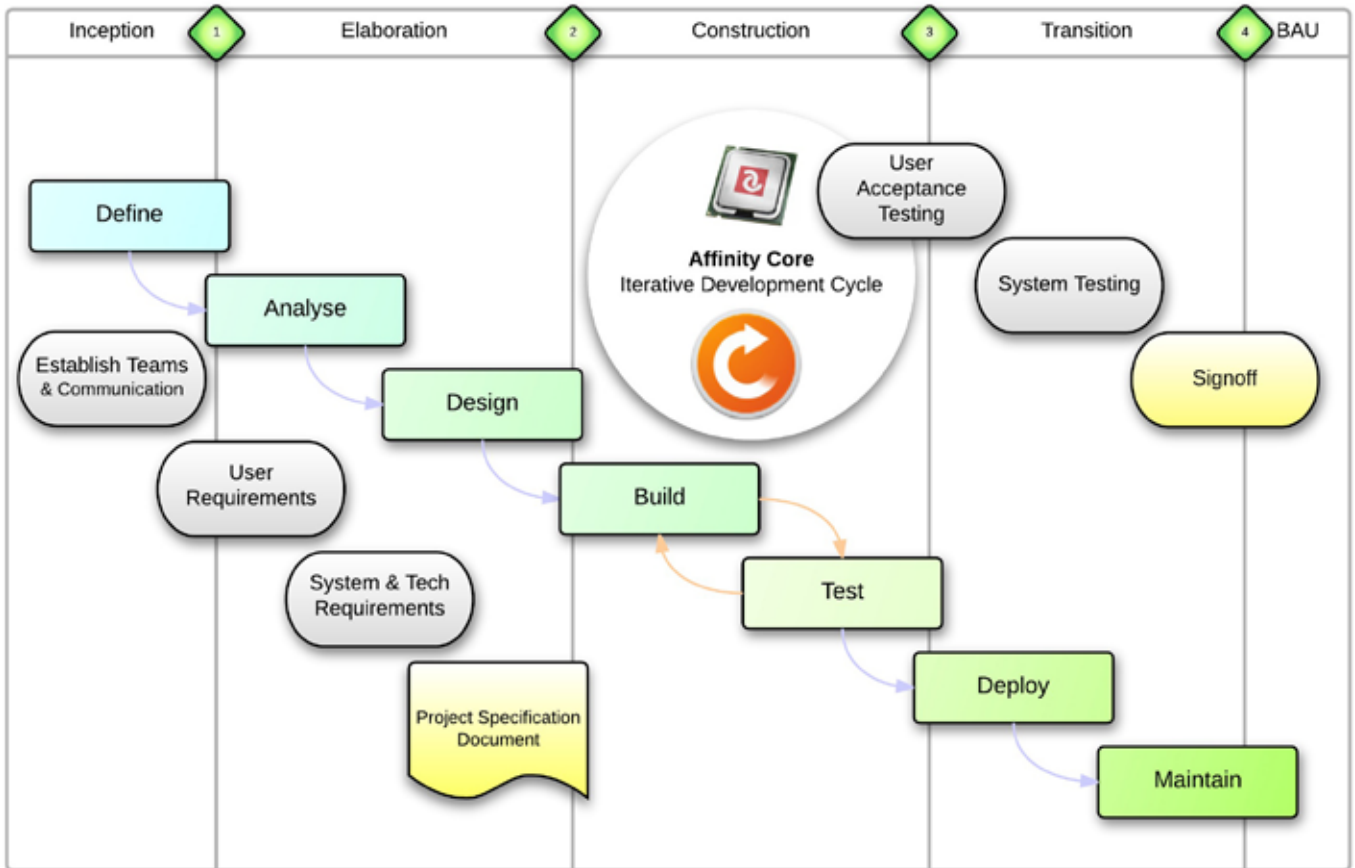 Inception
1
Elaboration
2
Construction
3
Transition
4
BAU
Define
Analyse
Establish Teams
& Communication
Design
User
Requirements
System & Tech
Requirements
Project Specification
Document
Affinity Core
Iterative Development Cycle
Build
Test
User
Acceptance
Testing
System Testing
Signoff
Deploy
Maintain